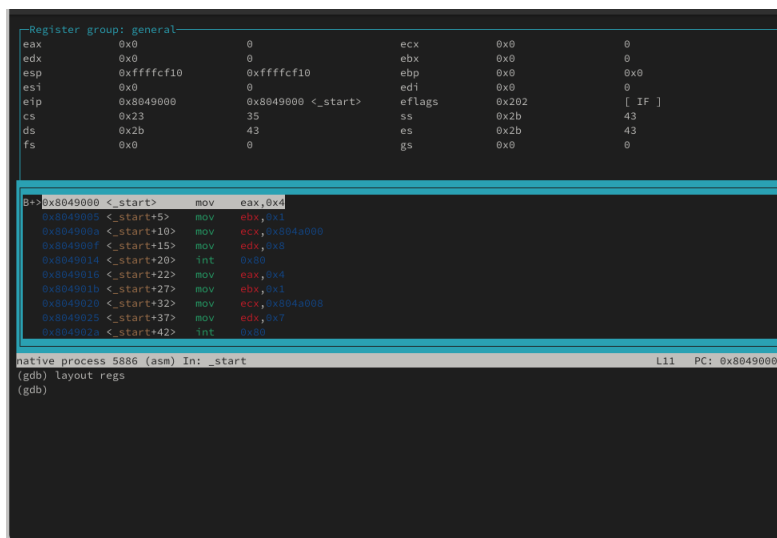 Register group: general
eax 0x0 0 ecx 0x0 0
edx 0x0 0 ebx 0x0 0
esp 0xffffcf10 0xffffcf10 ebp 0x0 0x0
esi 0x0 0 edi 0x0 0
eip 0x8049000 0x8049000 <_start> eflags 0x202 [ IF ]
cs 0x23 35 ss 0x2b 43
ds 0x2b 43 es 0x2b 43
fs 0x0 0 gs 0x0 0
B+>0x8049000 <_start> mov eax,0x4
0x8049005 <_start+5> mov ebx,0x1
0x804900a <_start+10> mov ecx,0x804a000
0x804900f <_start+15> mov edx,0x8
0x8049014 <_start+20> int 0x80
0x8049016 <_start+22> mov eax,0x4
0x804901b <_start+27> mov ebx,0x1
0x8049020 <_start+32> mov ecx,0x804a008
0x8049025 <_start+37> mov edx,0x7
0x804902a <_start+42> int 0x80
native process 5886 (asm) In: _start L11 PC: 0x8049000
(gdb) layout regs
(gdb)